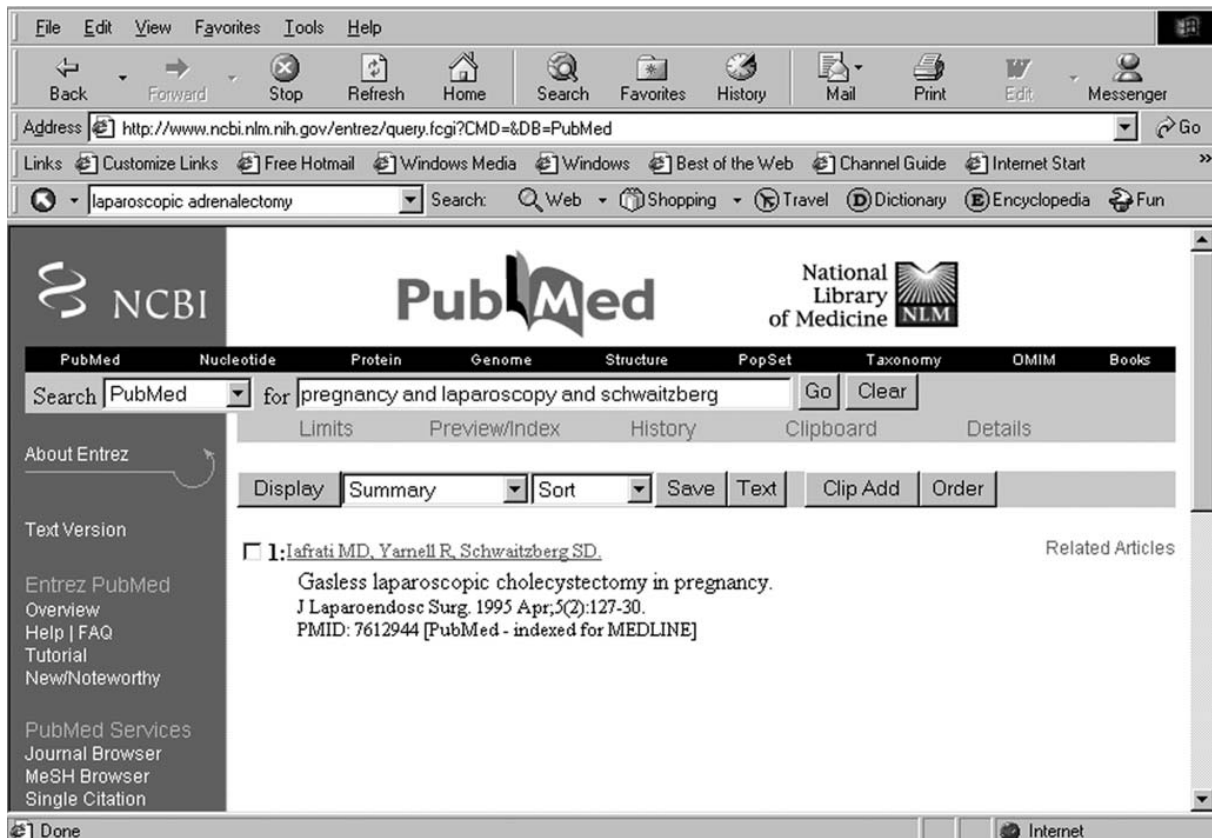 File Edit View Favorites Tools Help
Back Forward Stop Refresh Home Search Favorites History Mail Print Edit Messenger
Address http://www.ncbi.nlm.nih.gov/entrez/query.fcgi?CMD=&DB=PubMed Go
Links Customize Links Free Hotmail Windows Media Windows Best of the Web Channel Guide Internet Start »
laparoscopic adrenalectomy Search: Web Shopping Travel Dictionary Encyclopedia Fun
NCBI
PubMed
National
Library
of Medicine NLM
PubMed Nucleotide Protein Genome Structure PopSet Taxonomy OMIM Books
Search PubMed for pregnancy and laparoscopy and schwaitzberg Go Clear
Limits Preview/Index History Clipboard Details
About Entrez
Display Summary Sort Save Text Clip Add Order
Text Version
1: Iafrati MD, Yarnell R, Schwaitzberg SD. Related Articles
Gasless laparoscopic cholecystectomy in pregnancy.
J Laparoendosc Surg. 1995 Apr;5(2):127-30.
PMID: 7612944 [PubMed - indexed for MEDLINE]
Entrez PubMed
Overview
Help | FAQ
Tutorial
New/Noteworthy
PubMed Services
Journal Browser
MeSH Browser
Single Citation
Done Internet